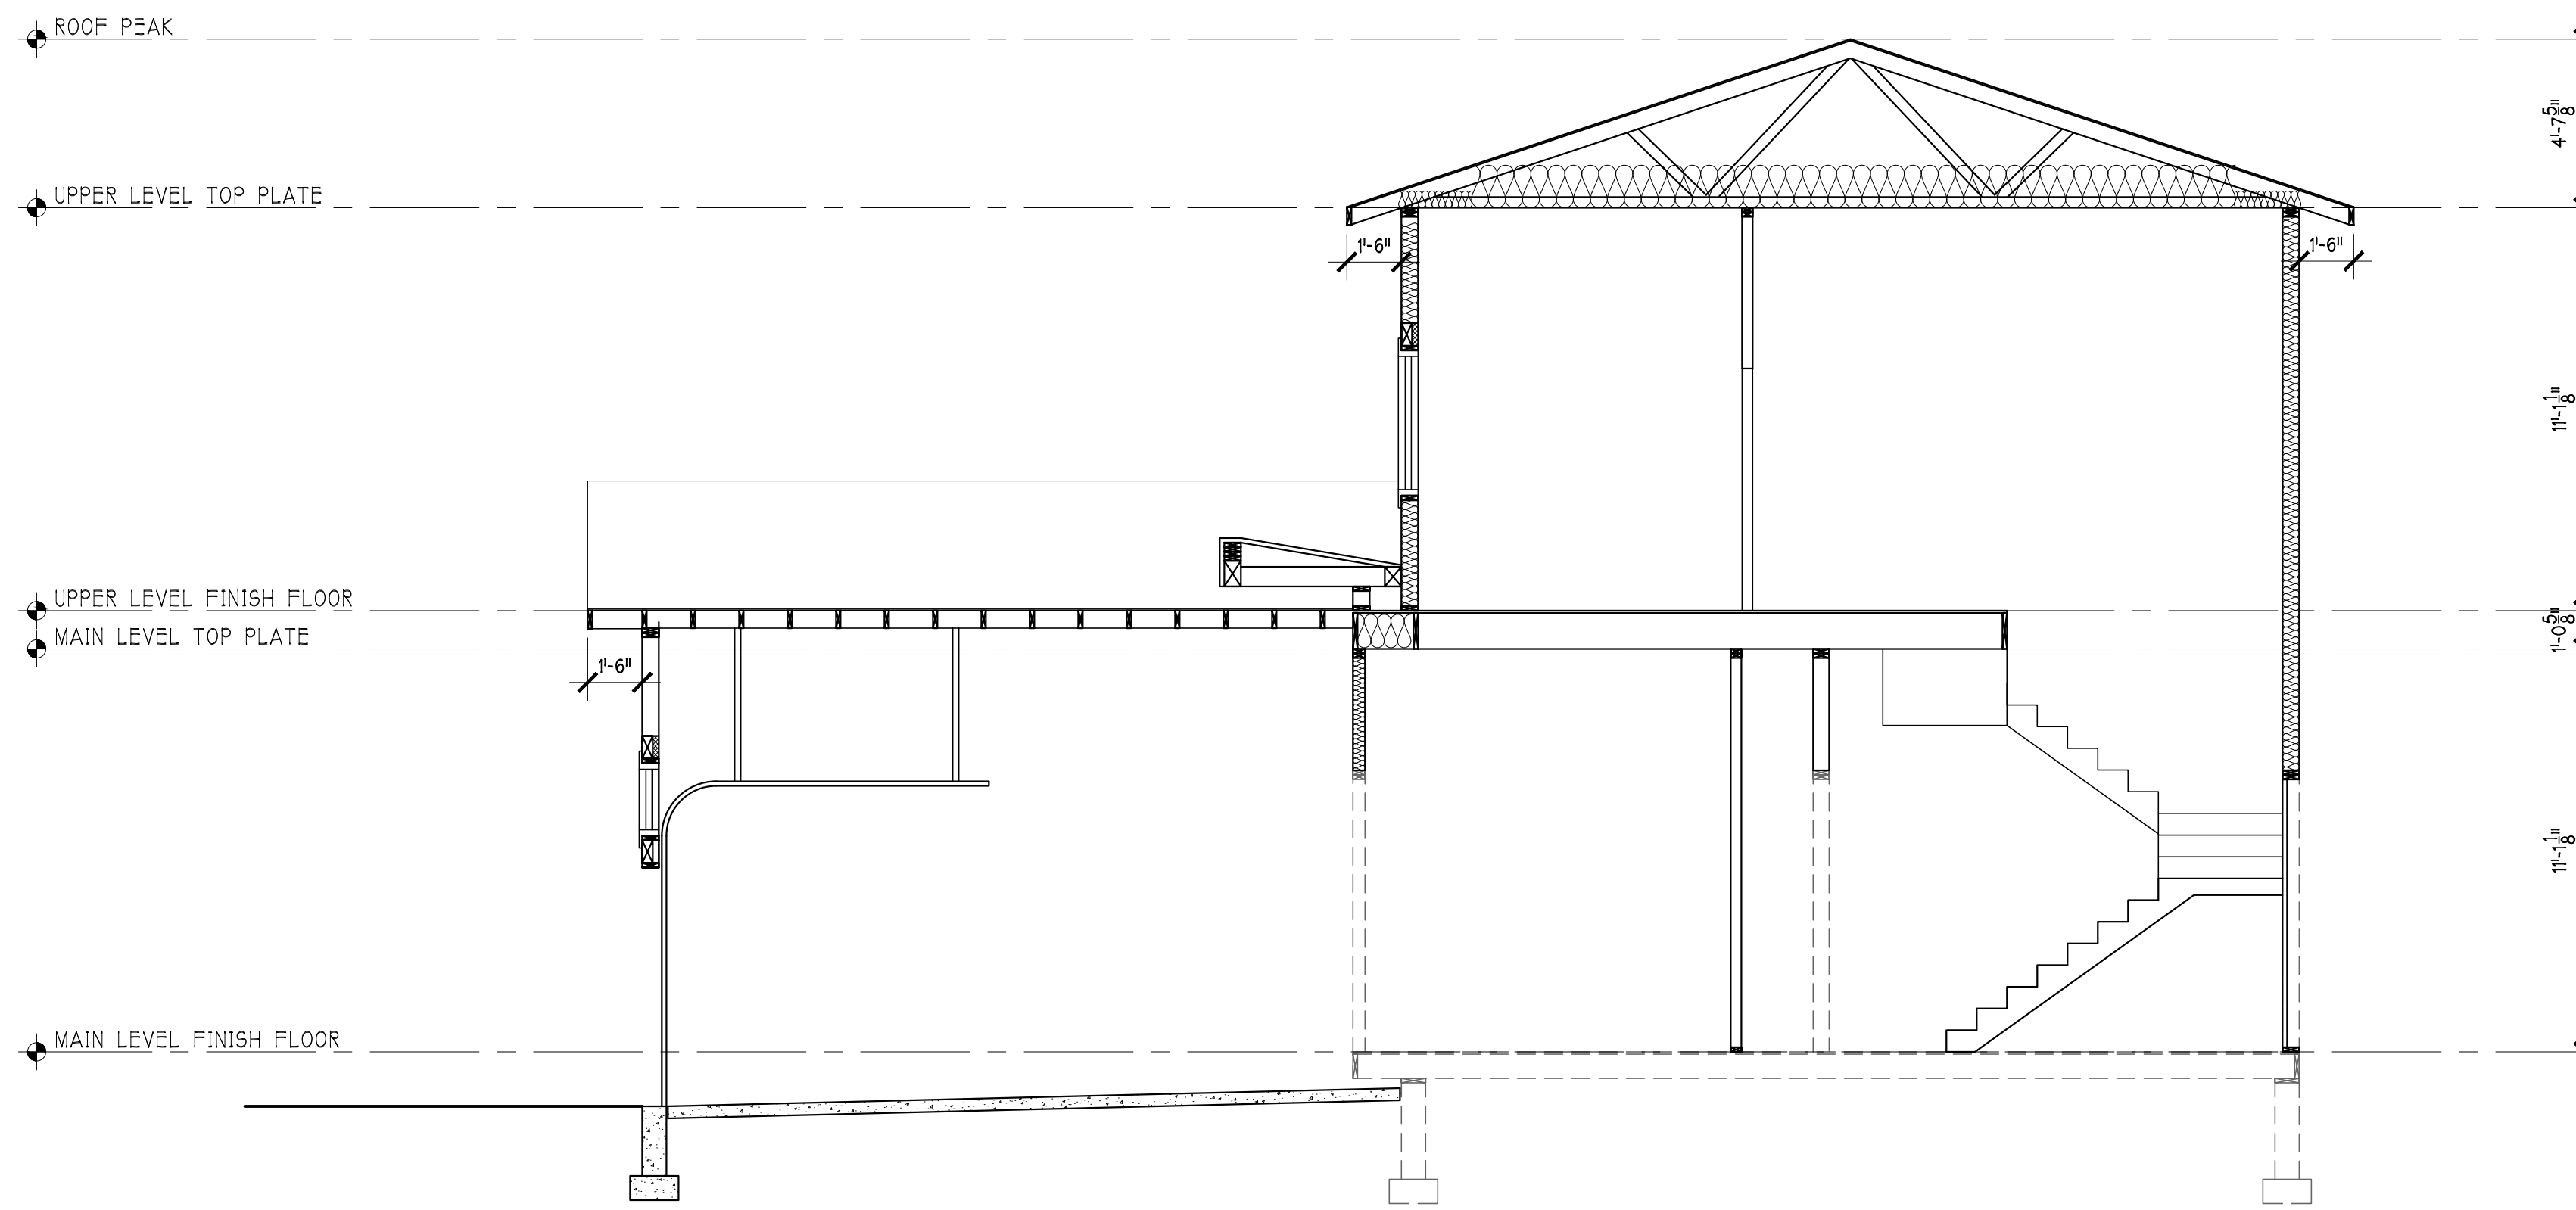 ROOF PEAK
4'-7 5/8"
UPPER LEVEL TOP PLATE
1'-6"
1'-6"
11'-1 1/8"
UPPER LEVEL FINISH FLOOR
1'-0 5/8"
MAIN LEVEL TOP PLATE
1'-6"
11'-1 1/8"
MAIN LEVEL FINISH FLOOR